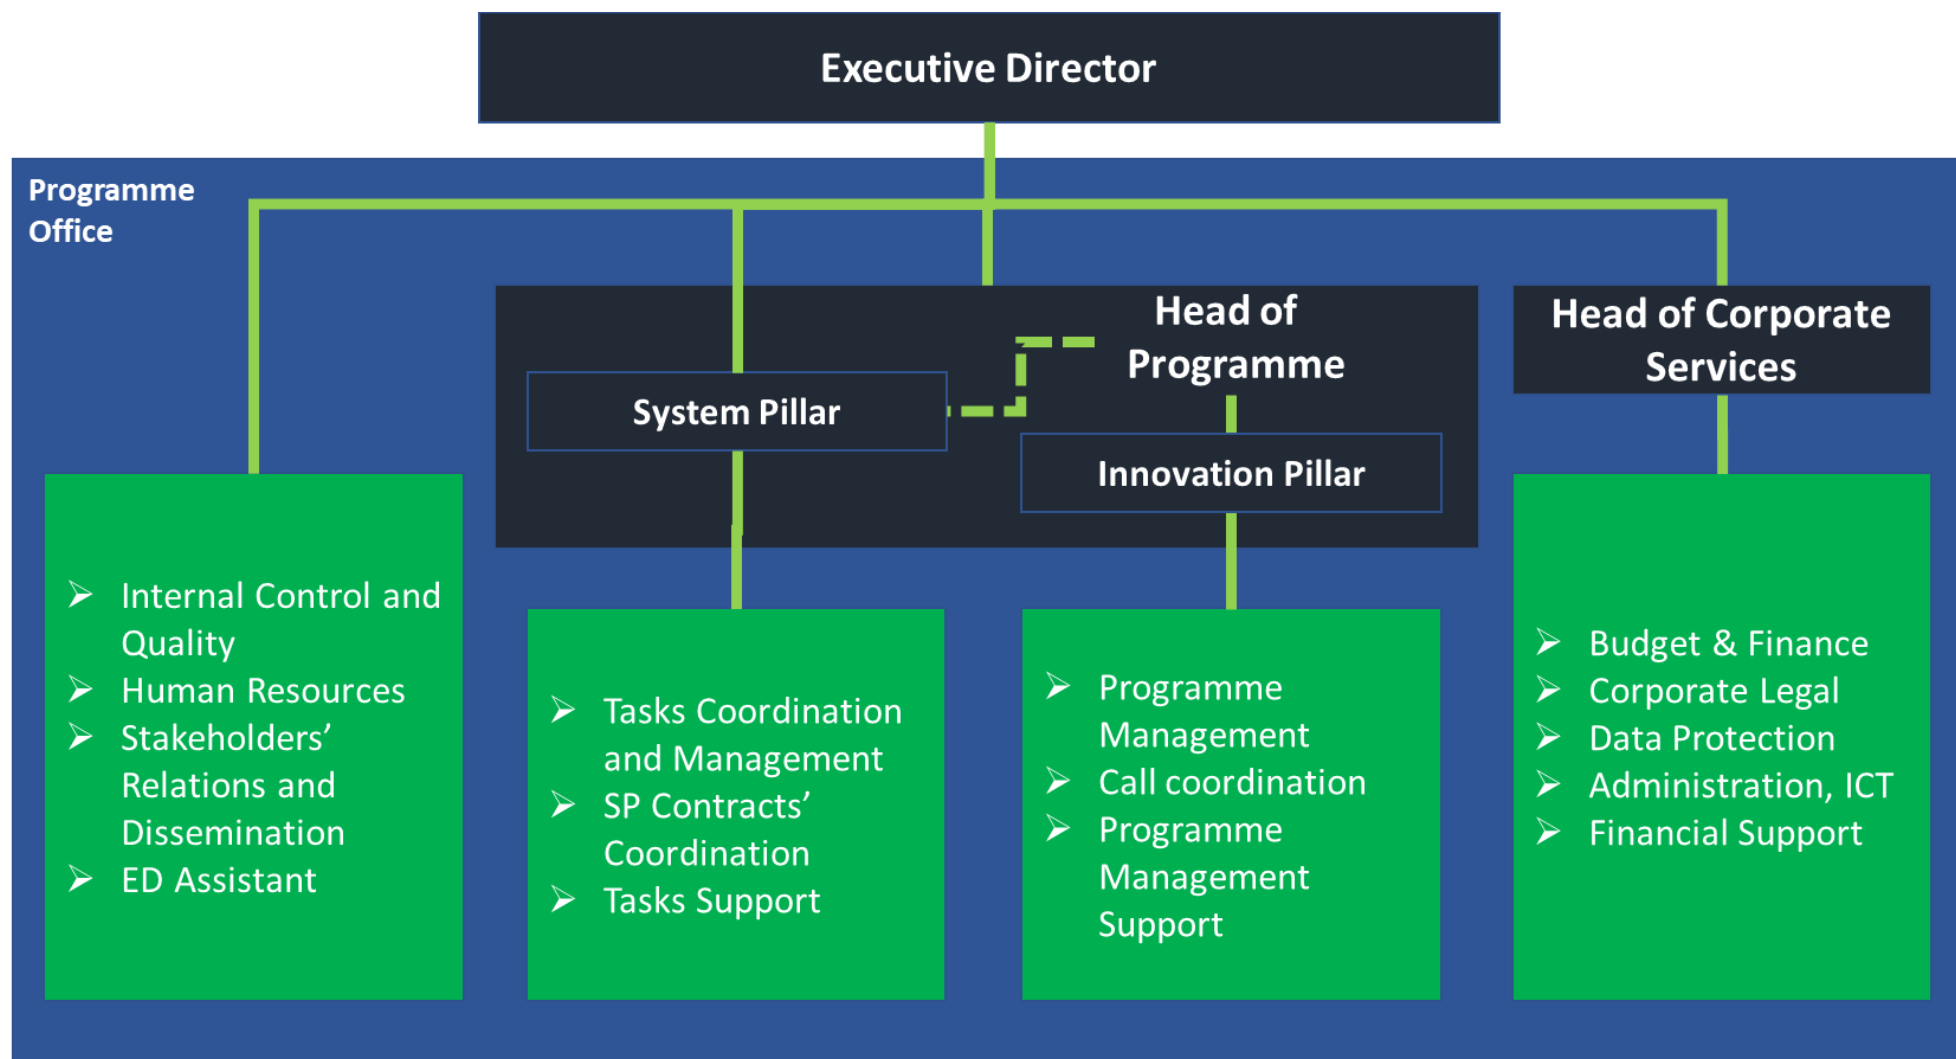 Executive Director
Programme
Office
Head of
Programme
Head of Corporate
Services
System Pillar
Innovation Pillar
➢ Internal Control and
Quality
➢ Human Resources
➢ Stakeholders’
Relations and
Dissemination
➢ ED Assistant
➢ Tasks Coordination
and Management
➢ SP Contracts’
Coordination
➢ Tasks Support
➢ Programme
Management
➢ Call coordination
➢ Programme
Management
Support
➢ Budget & Finance
➢ Corporate Legal
➢ Data Protection
➢ Administration, ICT
➢ Financial Support